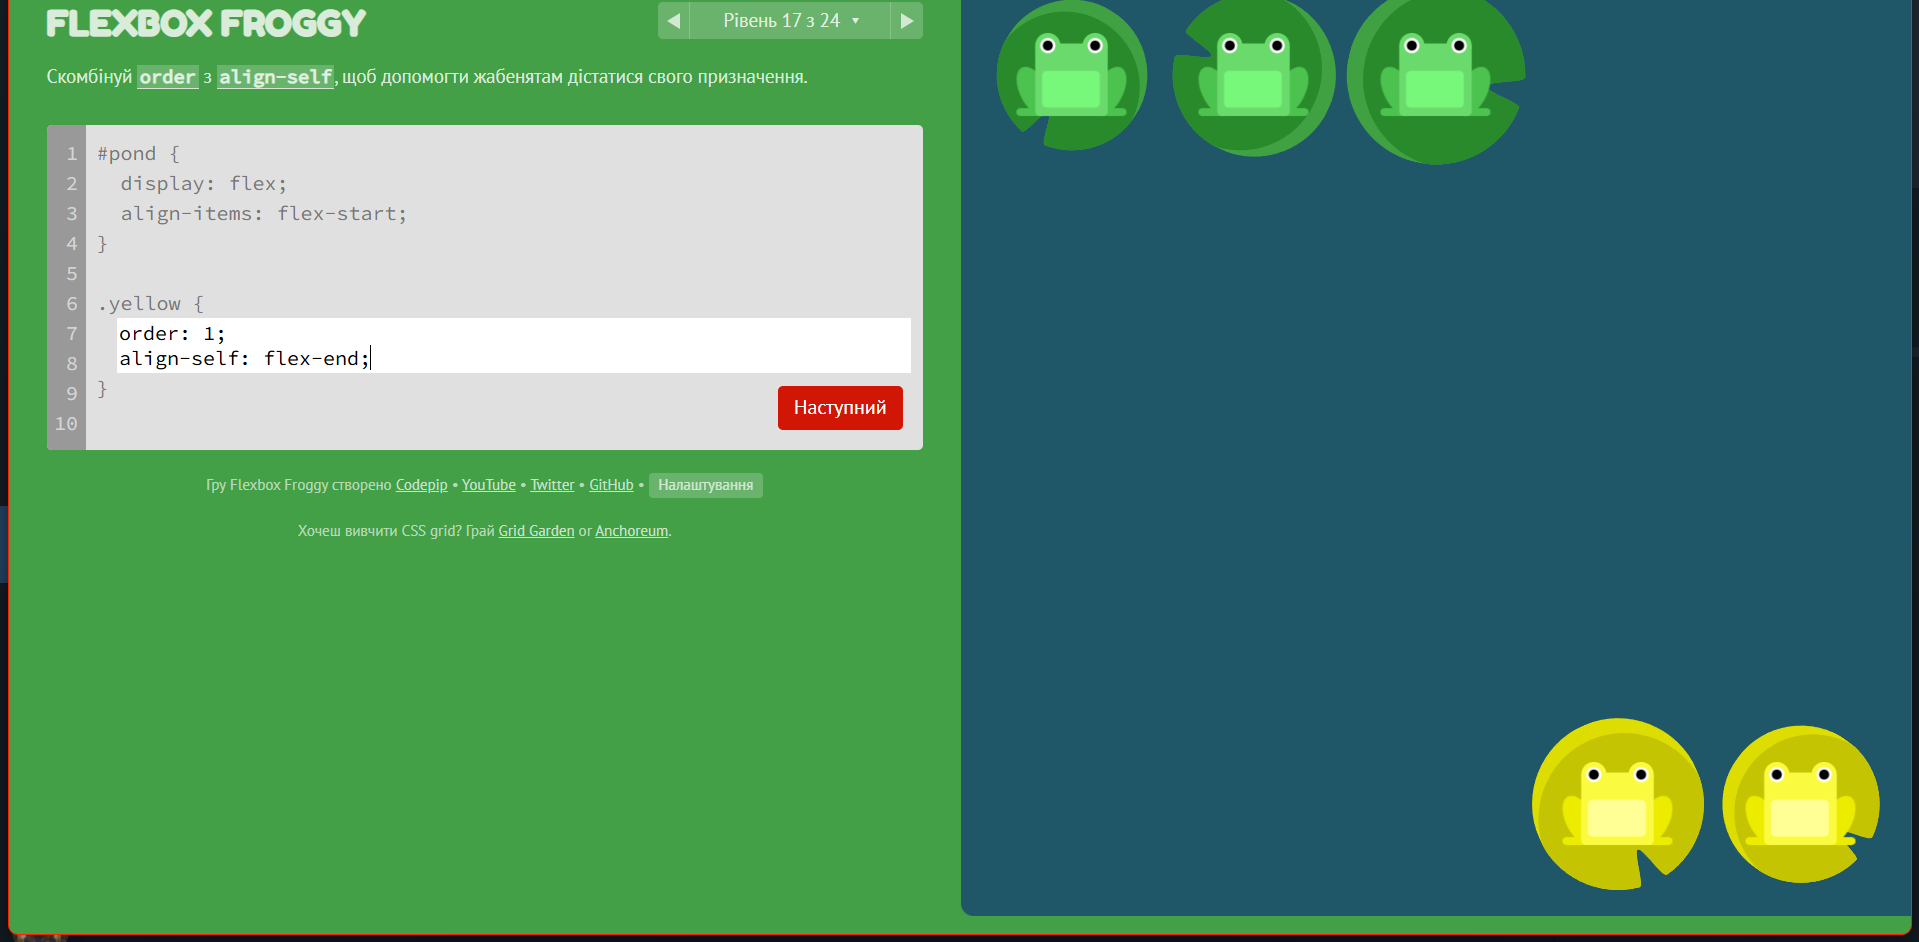 FLEXBOX FROGGY
◀ Рівень 17 з 24 ▾ ▶
Скомбінуй order з align-self, щоб допомогти жабенятам дістатися свого призначення.
1 #pond {
2 display: flex;
3 align-items: flex-start;
4 }
5
6 .yellow {
7 order: 1;
8 align-self: flex-end;
9 }
10
Наступний
Гру Flexbox Froggy створено Codepip • YouTube • Twitter • GitHub • Налаштування
Хочеш вивчити CSS grid? Грай Grid Garden or Anchoreum.